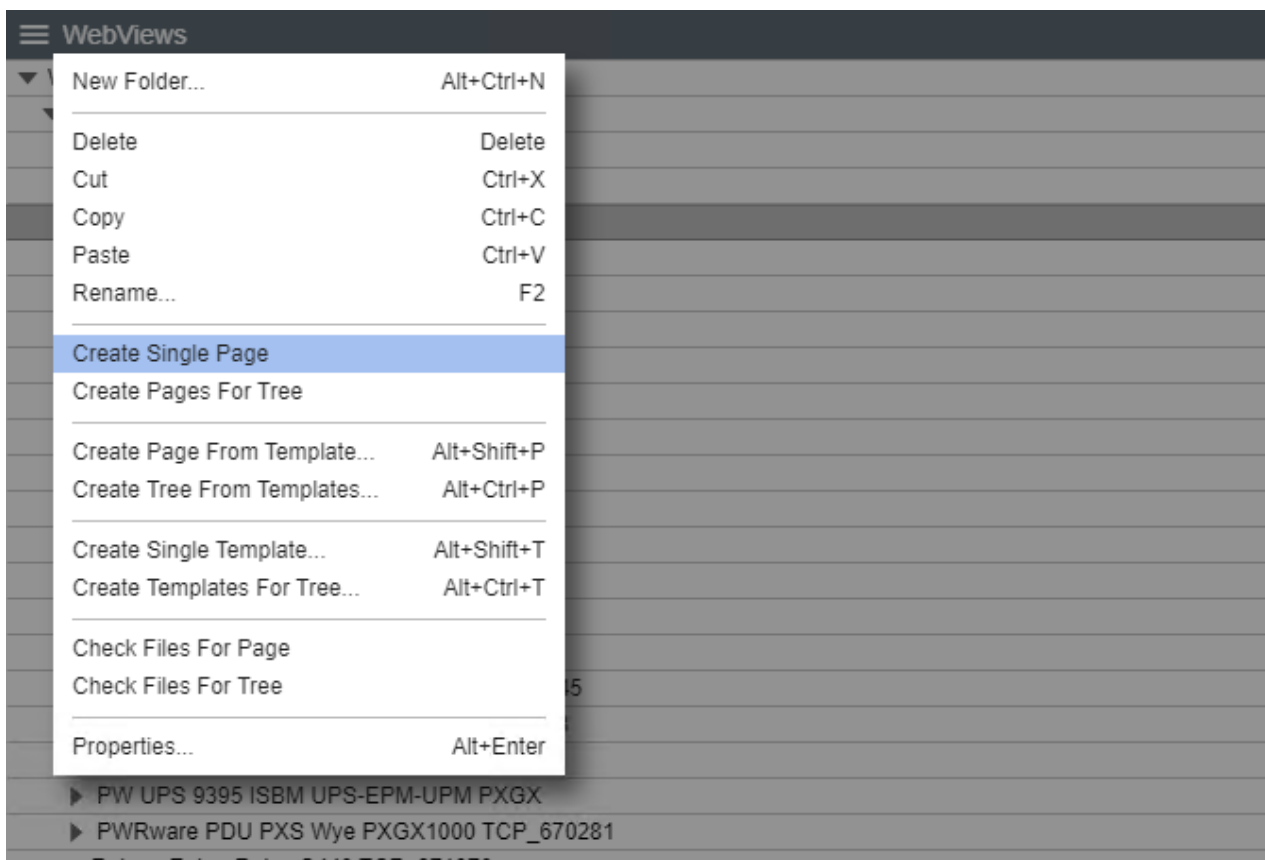 WebViews
New Folder... Alt+Ctrl+N
Delete Delete
Cut Ctrl+X
Copy Ctrl+C
Paste Ctrl+V
Rename... F2
Create Single Page
Create Pages For Tree
Create Page From Template... Alt+Shift+P
Create Tree From Templates... Alt+Ctrl+P
Create Single Template... Alt+Shift+T
Create Templates For Tree... Alt+Ctrl+T
Check Files For Page
Check Files For Tree
Properties... Alt+Enter
PW UPS 9395 ISBM UPS-EPM-UPM PXGX
PWRware PDU PXS Wye PXGX1000 TCP_670281